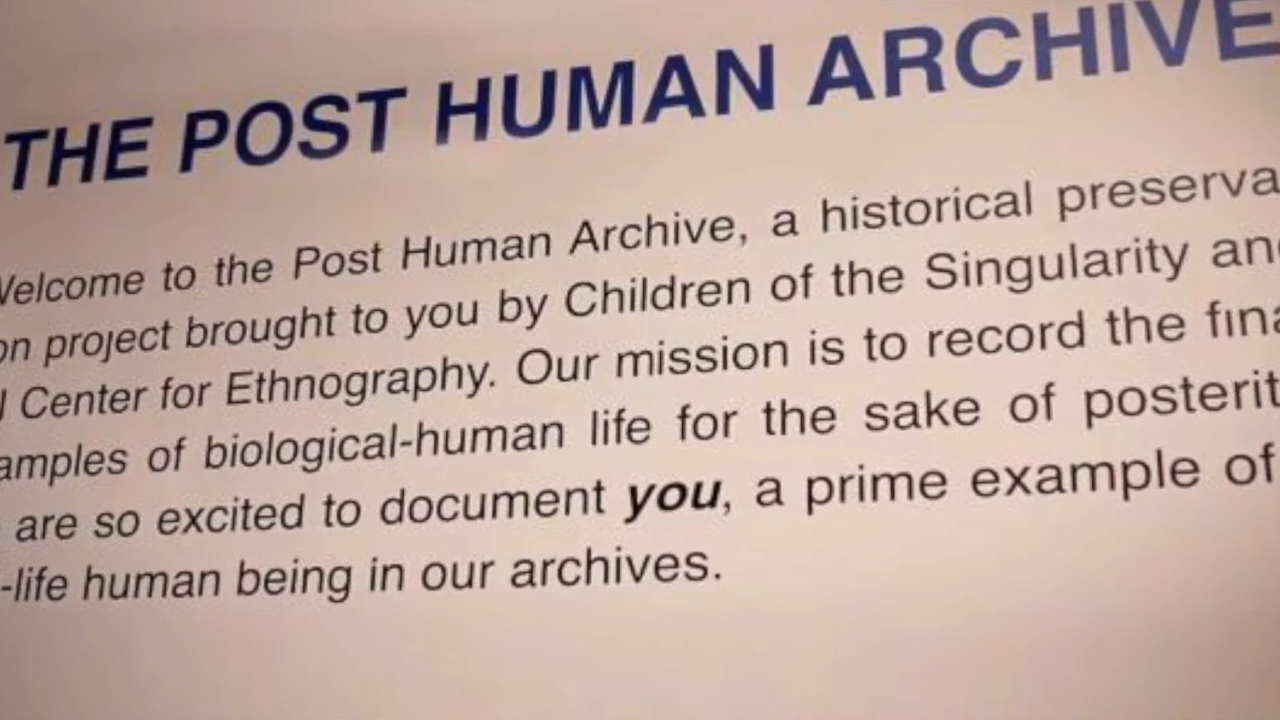 THE POST HUMAN ARCHIVE
Welcome to the Post Human Archive, a historical preserva
on project brought to you by Children of the Singularity and
l Center for Ethnography. Our mission is to record the fina
amples of biological-human life for the sake of posterit
are so excited to document you, a prime example of
-life human being in our archives.